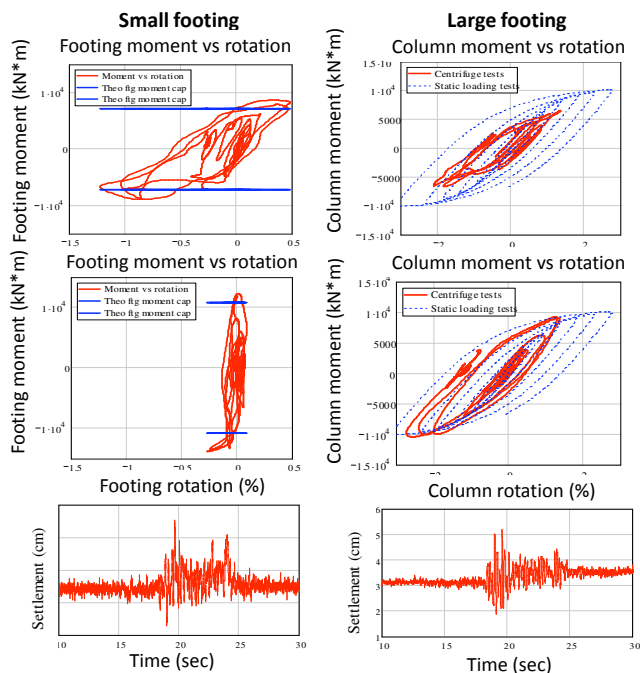 Small footing
Large footing
Footing moment vs rotation
Column moment vs rotation
Footing moment (kN*m)
1·10⁴
0
−1·10⁴
Moment vs rotation
Theo ftg moment cap
Theo ftg moment cap
−1.5 −1 −0.5 0 0.5
Column moment (kN*m)
1.5·10⁴
1·10⁴
5000
0
−5000
−1·10⁴
−1.5·10⁴
Centrifuge tests
Static loading tests
−2 0 2
Footing moment vs rotation
Column moment vs rotation
Footing moment (kN*m)
1·10⁴
0
−1·10⁴
Moment vs rotation
Theo ftg moment cap
Theo ftg moment cap
−1.5 −1 −0.5 0 0.5
Footing rotation (%)
Column moment (kN*m)
1.5·10⁴
1·10⁴
5000
0
−5000
−1·10⁴
−1.5·10⁴
Centrifuge tests
Static loading tests
−2 0 2
Column rotation (%)
Settlement (cm)
10 15 20 25 30
Time (sec)
Settlement (cm)
6
5
4
3
2
1
10 15 20 25 30
Time (sec)